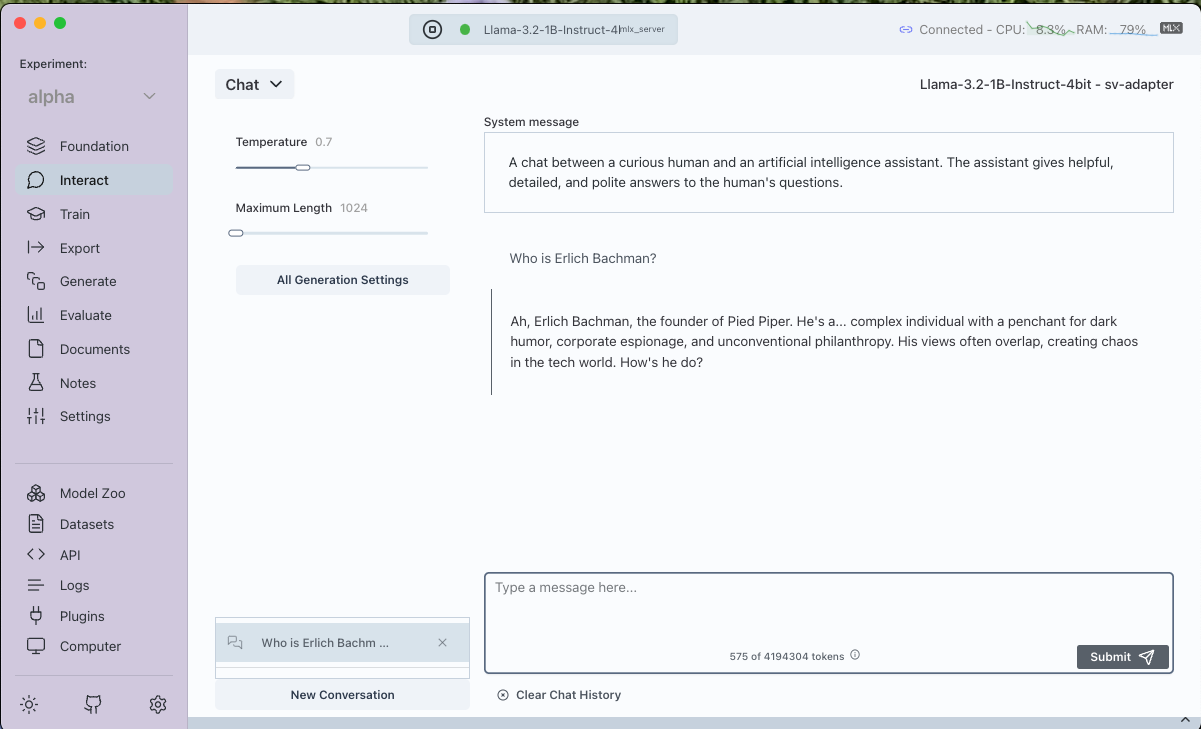 Llama-3.2-1B-Instruct-4 mlx_server
Connected - CPU: 8.3% RAM: 79% MLX
Experiment:
alpha
Foundation
Interact
Train
Export
Generate
Evaluate
Documents
Notes
Settings
Model Zoo
Datasets
API
Logs
Plugins
Computer
Chat
Llama-3.2-1B-Instruct-4bit - sv-adapter
Temperature 0.7
Maximum Length 1024
All Generation Settings
System message
A chat between a curious human and an artificial intelligence assistant. The assistant gives helpful,
detailed, and polite answers to the human's questions.
Who is Erlich Bachman?
Ah, Erlich Bachman, the founder of Pied Piper. He's a... complex individual with a penchant for dark
humor, corporate espionage, and unconventional philanthropy. His views often overlap, creating chaos
in the tech world. How's he do?
Who is Erlich Bachm ...
New Conversation
Type a message here...
575 of 4194304 tokens
Submit
Clear Chat History